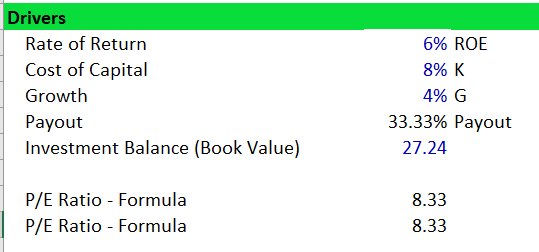 Drivers
Rate of Return 6% ROE
Cost of Capital 8% K
Growth 4% G
Payout 33.33% Payout
Investment Balance (Book Value) 27.24
P/E Ratio - Formula 8.33
P/E Ratio - Formula 8.33